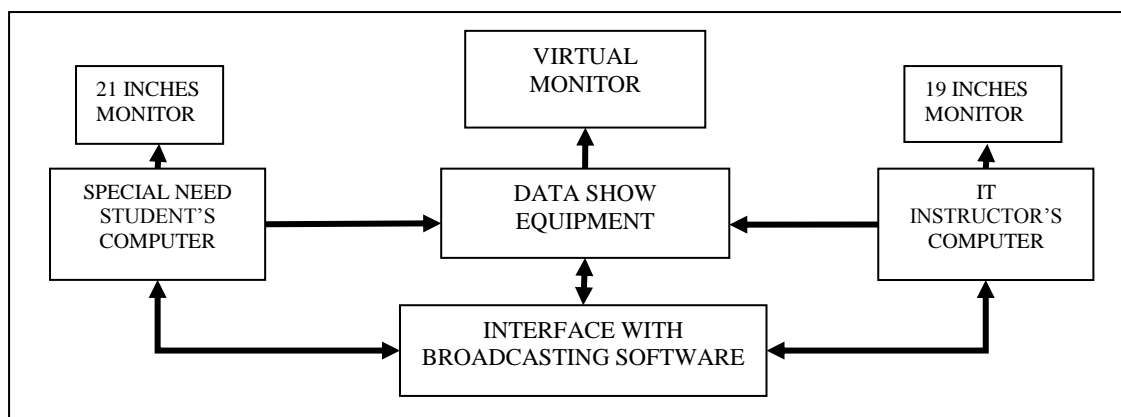 VIRTUAL
MONITOR
21 INCHES
MONITOR
19 INCHES
MONITOR
SPECIAL NEED
STUDENT'S
COMPUTER
DATA SHOW
EQUIPMENT
IT
INSTRUCTOR'S
COMPUTER
INTERFACE WITH
BROADCASTING SOFTWARE